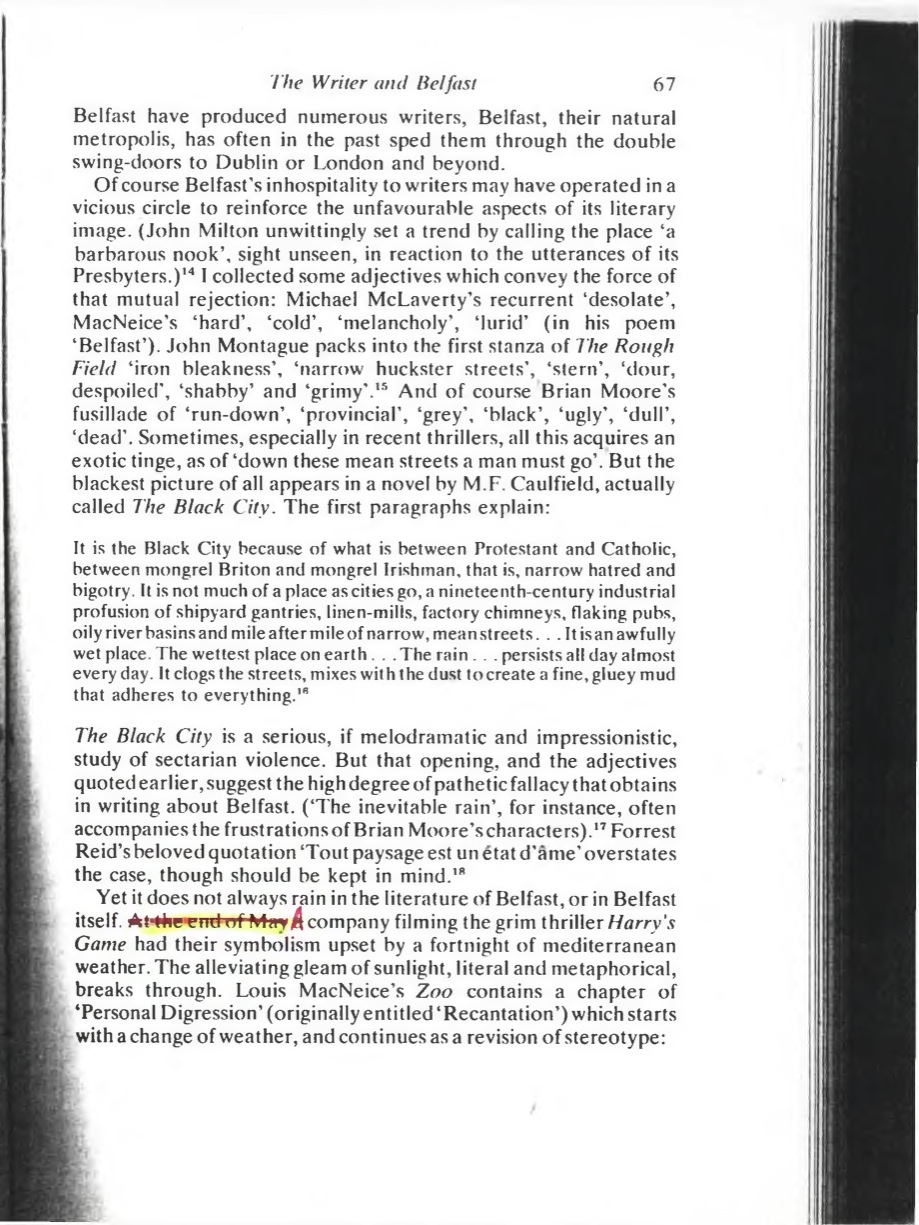 The Writer and Belfast 67
Belfast have produced numerous writers, Belfast, their natural
metropolis, has often in the past sped them through the double
swing-doors to Dublin or London and beyond.
Of course Belfast's inhospitality to writers may have operated in a
vicious circle to reinforce the unfavourable aspects of its literary
image. (John Milton unwittingly set a trend by calling the place ‘a
barbarous nook’, sight unseen, in reaction to the utterances of its
Presbyters.)¹⁴ I collected some adjectives which convey the force of
that mutual rejection: Michael McLaverty's recurrent ‘desolate’,
MacNeice's ‘hard’, ‘cold’, ‘melancholy’, ‘lurid’ (in his poem
‘Belfast’). John Montague packs into the first stanza of The Rough
Field ‘iron bleakness’, ‘narrow huckster streets’, ‘stern’, ‘dour,
despoiled’, ‘shabby’ and ‘grimy’.¹⁵ And of course Brian Moore's
fusillade of ‘run-down’, ‘provincial’, ‘grey’, ‘black’, ‘ugly’, ‘dull’,
‘dead’. Sometimes, especially in recent thrillers, all this acquires an
exotic tinge, as of ‘down these mean streets a man must go’. But the
blackest picture of all appears in a novel by M.F. Caulfield, actually
called The Black City. The first paragraphs explain:
It is the Black City because of what is between Protestant and Catholic,
between mongrel Briton and mongrel Irishman, that is, narrow hatred and
bigotry. It is not much of a place as cities go, a nineteenth-century industrial
profusion of shipyard gantries, linen-mills, factory chimneys, flaking pubs,
oily river basins and mile after mile of narrow, mean streets. . . It is an awfully
wet place. The wettest place on earth . . . The rain . . . persists all day almost
every day. It clogs the streets, mixes with the dust to create a fine, gluey mud
that adheres to everything.¹⁶
The Black City is a serious, if melodramatic and impressionistic,
study of sectarian violence. But that opening, and the adjectives
quoted earlier, suggest the high degree of pathetic fallacy that obtains
in writing about Belfast. (‘The inevitable rain’, for instance, often
accompanies the frustrations of Brian Moore's characters).¹⁷ Forrest
Reid's beloved quotation ‘Tout paysage est un état d'âme’ overstates
the case, though should be kept in mind.¹⁸
Yet it does not always rain in the literature of Belfast, or in Belfast
itself. At the end of May A company filming the grim thriller Harry's
Game had their symbolism upset by a fortnight of mediterranean
weather. The alleviating gleam of sunlight, literal and metaphorical,
breaks through. Louis MacNeice's Zoo contains a chapter of
‘Personal Digression’ (originally entitled ‘Recantation’) which starts
with a change of weather, and continues as a revision of stereotype: